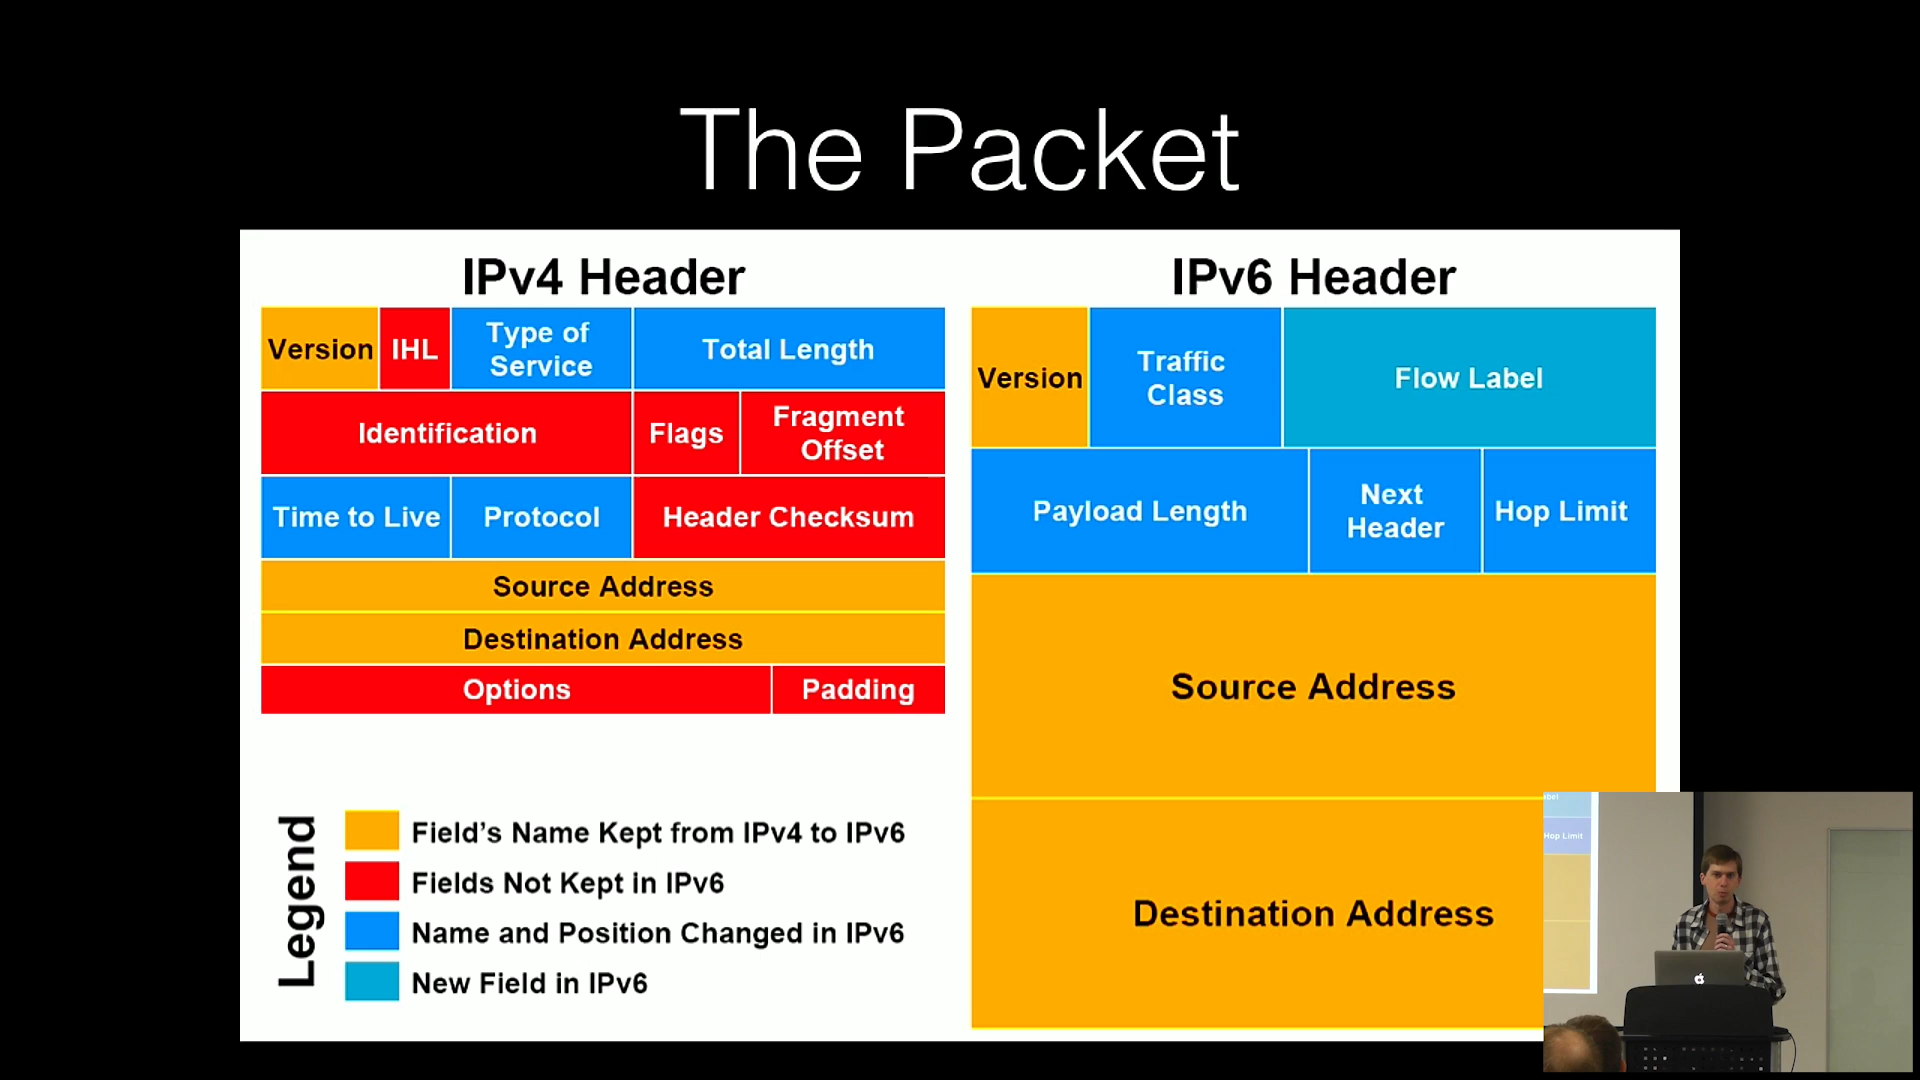 The Packet
IPv4 Header
Version
IHL
Type of
Service
Total Length
Identification
Flags
Fragment
Offset
Time to Live
Protocol
Header Checksum
Source Address
Destination Address
Options
Padding
Legend
Field's Name Kept from IPv4 to IPv6
Fields Not Kept in IPv6
Name and Position Changed in IPv6
New Field in IPv6
IPv6 Header
Version
Traffic
Class
Flow Label
Payload Length
Next
Header
Hop Limit
Source Address
Destination Address
Hop Limit